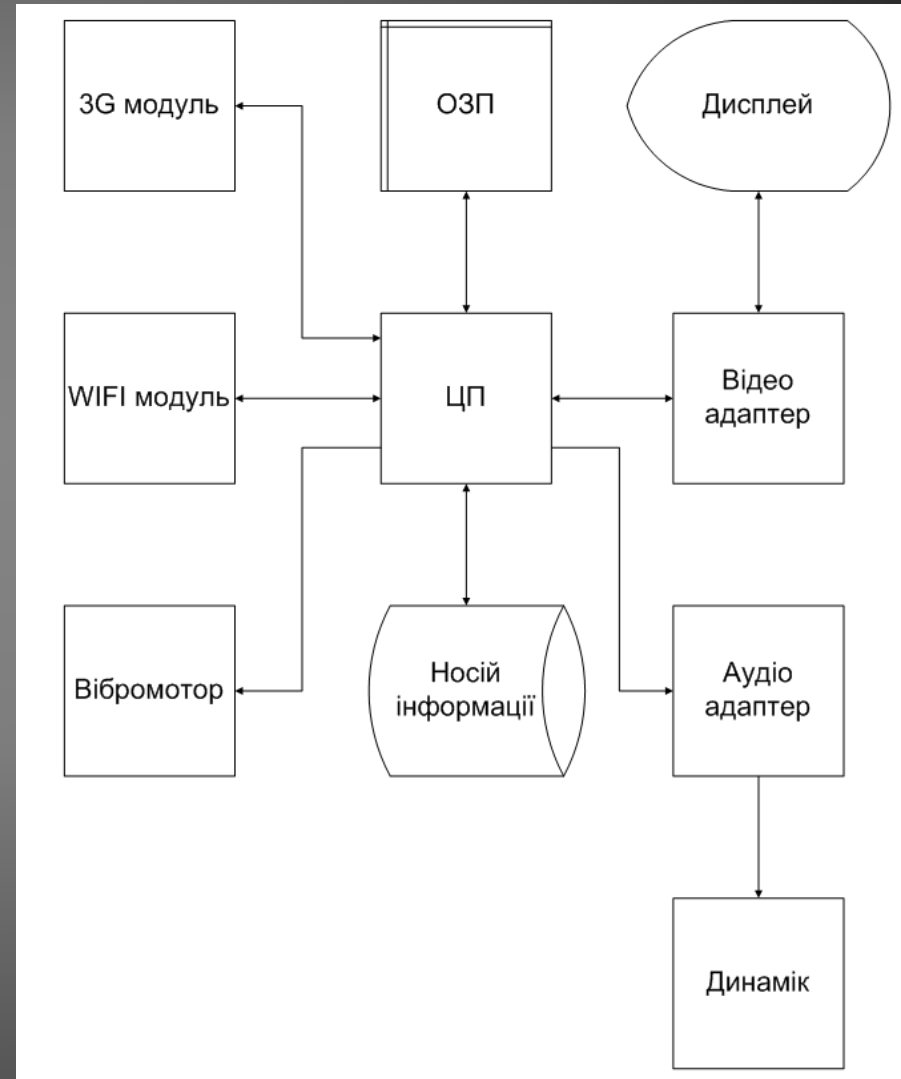 3G модуль
ОЗП
Дисплей
WIFI модуль
ЦП
Відео
адаптер
Вібромотор
Носій
інформації
Аудіо
адаптер
Динамік